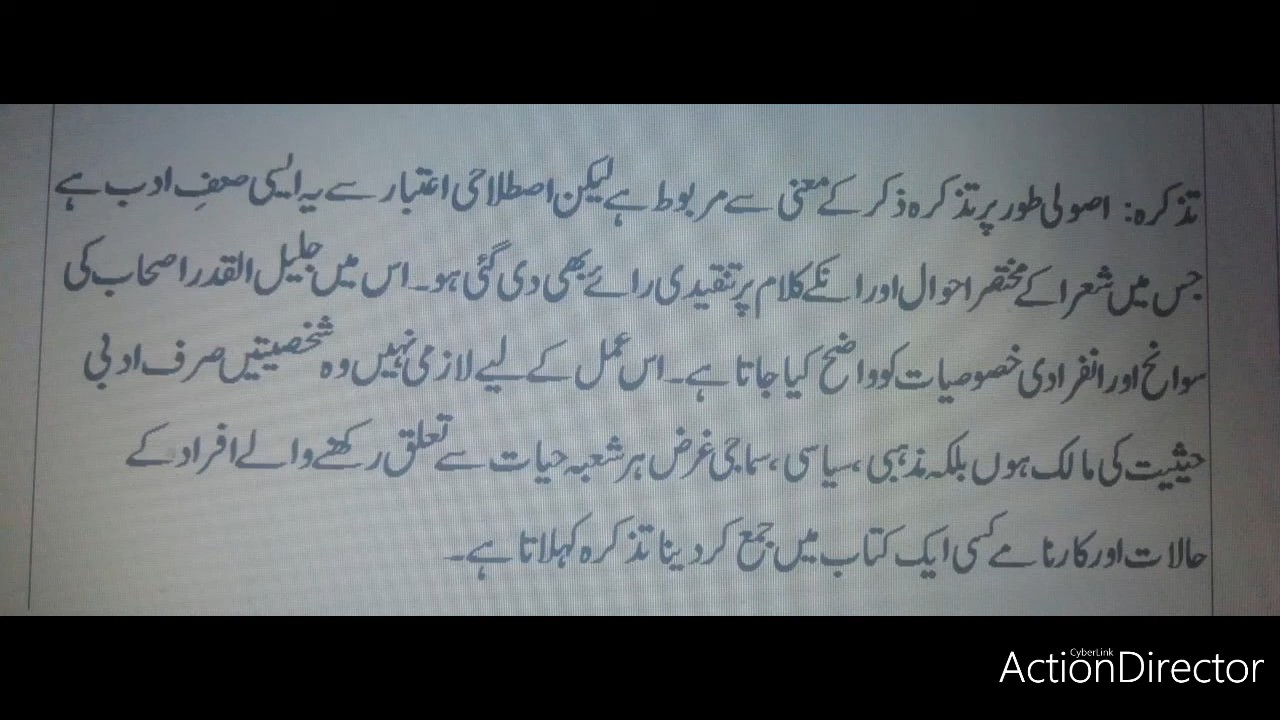 تذکرہ: اصولی طور پر تذکرہ ذکر کے معنی سے مربوط ہے لیکن اصطلاحی اعتبار سے یہ ایسی صنفِ ادب ہے
جس میں شعرا کے مختصر احوال اور انکے کلام پر تنقیدی رائے بھی دی گئی ہو۔ اس میں جلیل القدر اصحاب کی
سوانح اور انفرادی خصوصیات کو واضح کیا جاتا ہے۔ اس عمل کے لیے لازمی نہیں وہ شخصیتیں صرف ادبی
حیثیت کی مالک ہوں بلکہ مذہبی، سیاسی، سماجی غرض ہر شعبہ حیات سے تعلق رکھنے والے افراد کے
حالات اور کارنامے کسی ایک کتاب میں جمع کر دینا تذکرہ کہلاتا ہے۔
CyberLink
ActionDirector